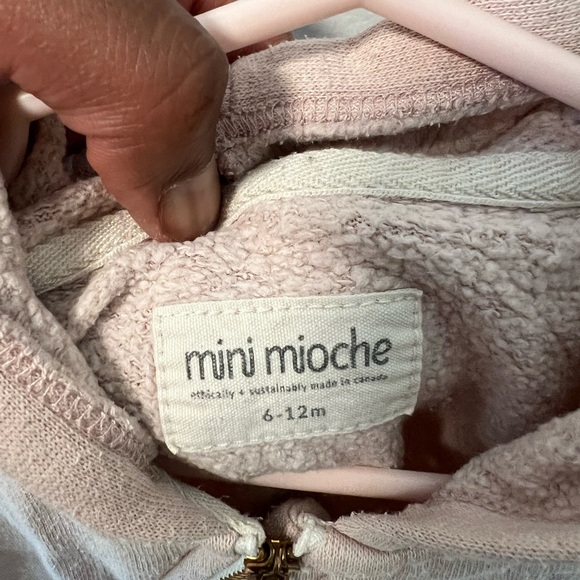 mini mioche
ethically + sustainably made in canada
6-12m